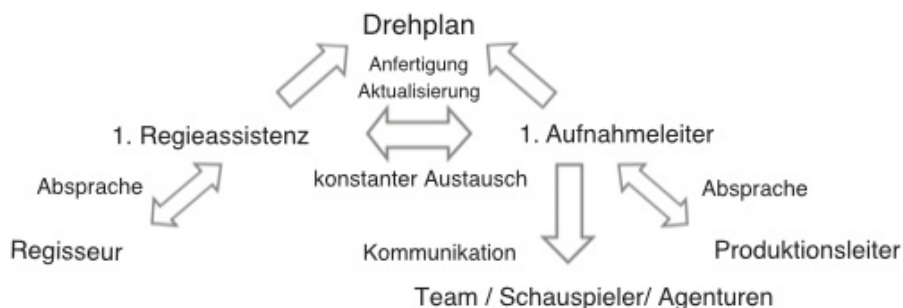 Drehplan
Anfertigung
Aktualisierung
1. Regieassistenz
1. Aufnahmeleiter
Absprache
konstanter Austausch
Absprache
Regisseur
Kommunikation
Produktionsleiter
Team / Schauspieler/ Agenturen